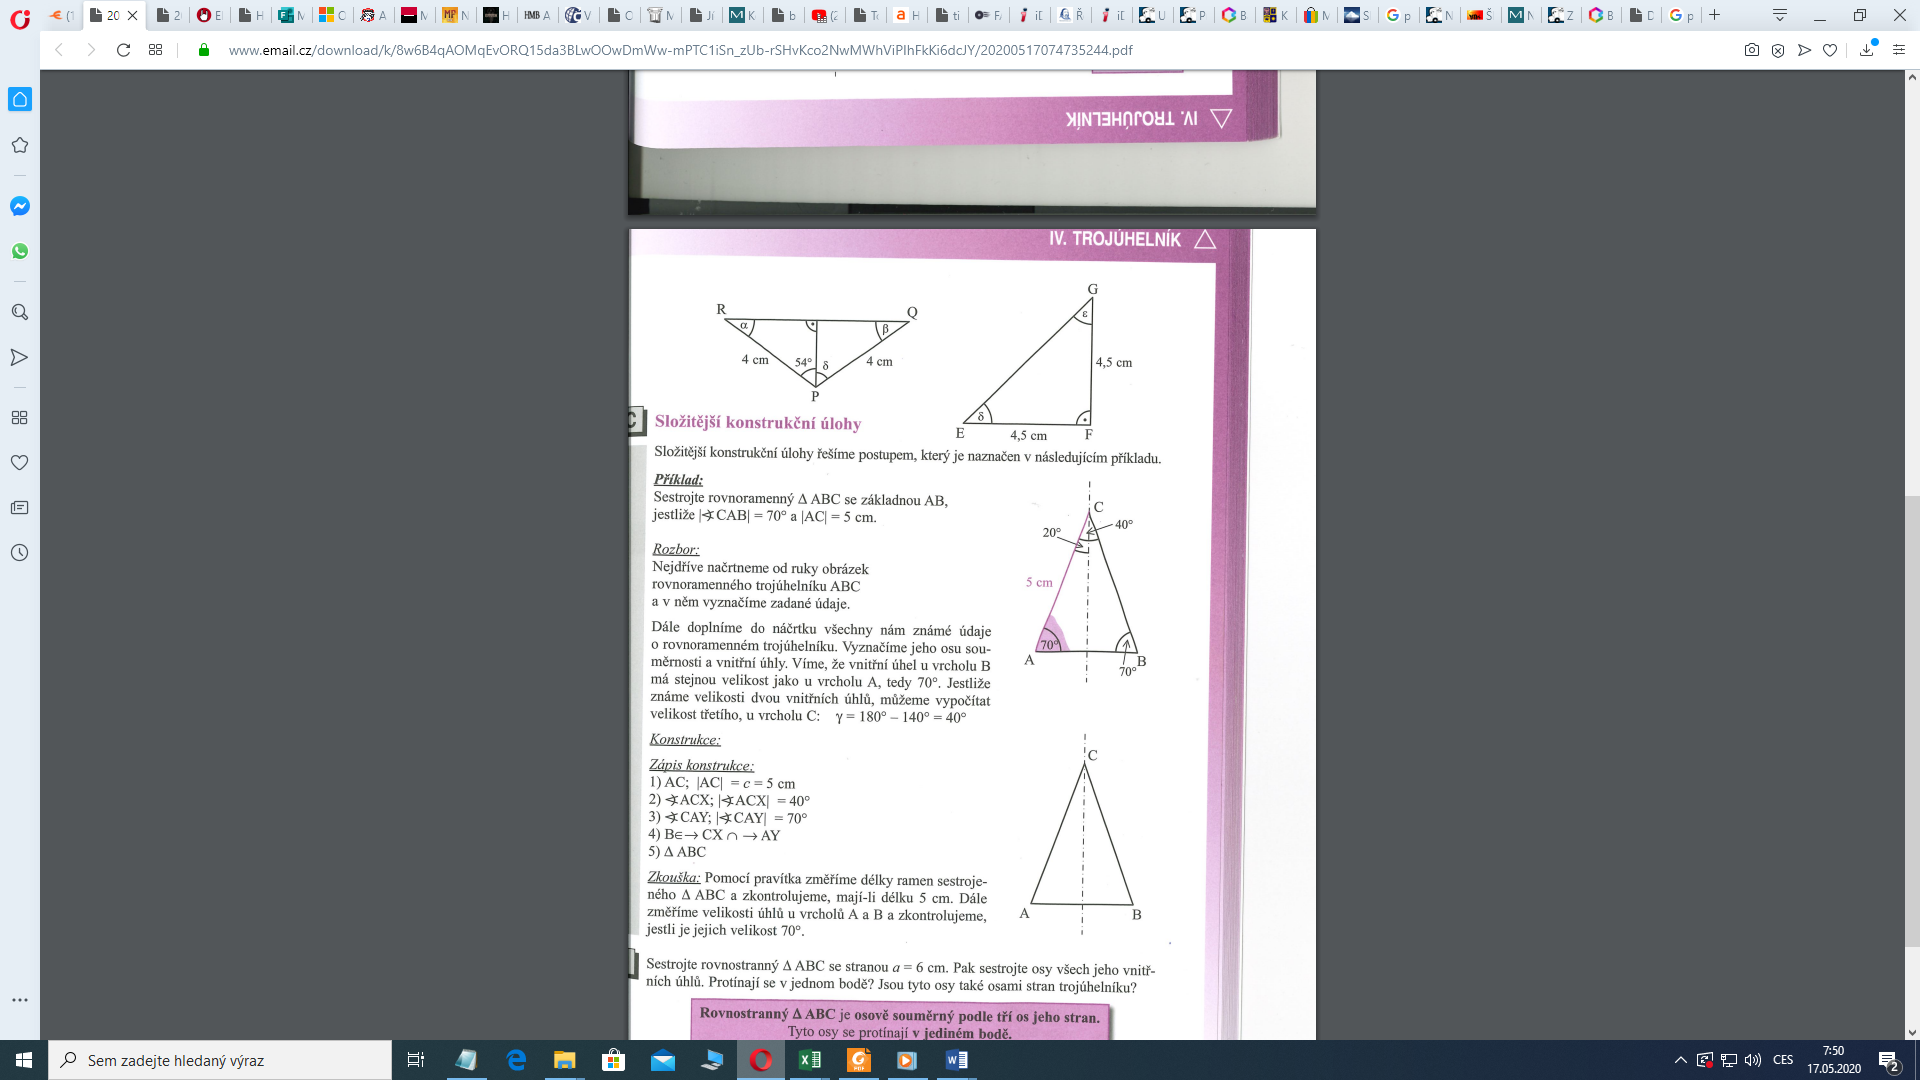 www.email.cz/download/k/8w6B4qAOMqEvORQ15da3BLwOOwDmWw-mPTC1iSn_zUb-rSHvKco2NwMWhViPlhFkKi6dcJY/20200517074735244.pdf
IV. TROJÚHELNÍK
IV. TROJÚHELNÍK
R
Q
α
β
4 cm
54°
δ
4 cm
P
G
ε
4,5 cm
δ
E
4,5 cm
F
C
Složitější konstrukční úlohy
Složitější konstrukční úlohy řešíme postupem, který je naznačen v následujícím příkladu.
Příklad:
Sestrojte rovnoramenný Δ ABC se základnou AB,
jestliže |∢CAB| = 70° a |AC| = 5 cm.
Rozbor:
Nejdříve načrtneme od ruky obrázek
rovnoramenného trojúhelníku ABC
a v něm vyznačíme zadané údaje.
Dále doplníme do náčrtku všechny nám známé údaje
o rovnoramenném trojúhelníku. Vyznačíme jeho osu sou-
měrnosti a vnitřní úhly. Víme, že vnitřní úhel u vrcholu B
má stejnou velikost jako u vrcholu A, tedy 70°. Jestliže
známe velikosti dvou vnitřních úhlů, můžeme vypočítat
velikost třetího, u vrcholu C: γ = 180° – 140° = 40°
C
20°
40°
5 cm
70°
A
B
70°
Konstrukce:
Zápis konstrukce:
1) AC; |AC| = c = 5 cm
2) ∢ACX; |∢ACX| = 40°
3) ∢CAY; |∢CAY| = 70°
4) B∈→ CX ∩ → AY
5) Δ ABC
Zkouška: Pomocí pravítka změříme délky ramen sestroje-
ného Δ ABC a zkontrolujeme, mají-li délku 5 cm. Dále
změříme velikosti úhlů u vrcholů A a B a zkontrolujeme,
jestli je jejich velikost 70°.
C
A
B
Sestrojte rovnostranný Δ ABC se stranou a = 6 cm. Pak sestrojte osy všech jeho vnitř-
ních úhlů. Protínají se v jednom bodě? Jsou tyto osy také osami stran trojúhelníku?
Rovnostranný Δ ABC je osově souměrný podle tří os jeho stran.
Tyto osy se protínají v jediném bodě.
Sem zadejte hledaný výraz
CES
7:50
17.05.2020
2